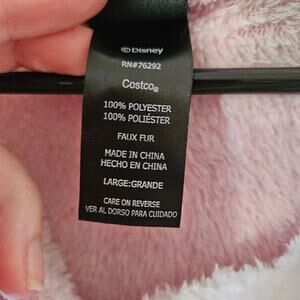 ©Disney
RN#76292
Costco®
100% POLYESTER
100% POLIÉSTER
FAUX FUR
MADE IN CHINA
HECHO EN CHINA
LARGE:GRANDE
CARE ON REVERSE
VER AL DORSO PARA CUIDADO